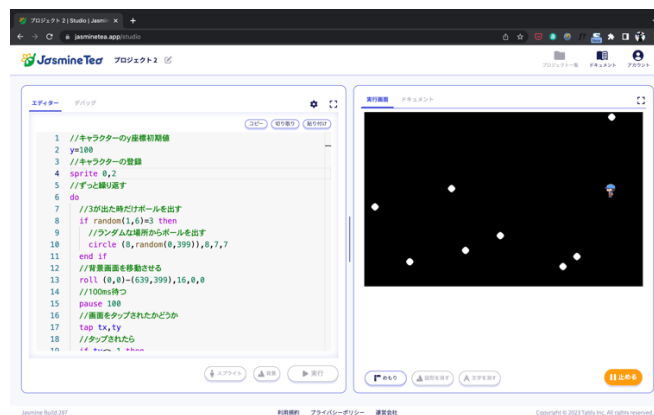 プロジェクト2 | Studio | Jasmin
jasminetea.app/studio
JasmineTea
プロジェクト2
プロジェクト一覧
ドキュメント
アカウント
エディター
デバッグ
コピー
切り取り
貼り付け
1 //キャラクターのy座標初期値
2 y=100
3 //キャラクターの登録
4 sprite 0,2
5 //ずっと繰り返す
6 do
7 //3が出た時だけボールを出す
8 if random(1,6)=3 then
9 //ランダムな場所からボールを出す
10 circle (8,random(0,399)),8,7,7
11 end if
12 //背景画面を移動させる
13 roll (0,0)-(639,399),16,0,0
14 //100ms待つ
15 pause 100
16 //画面をタップされたかどうか
17 tap tx,ty
18 //タップされたら
スプライト
背景
実行
実行画面
ドキュメント
めもり
図形を消す
文字を消す
止める
Jasmine Build 287
利用規約
プライバシーポリシー
運営会社
Copyright © 2023 Tably Inc. All rights reserved.